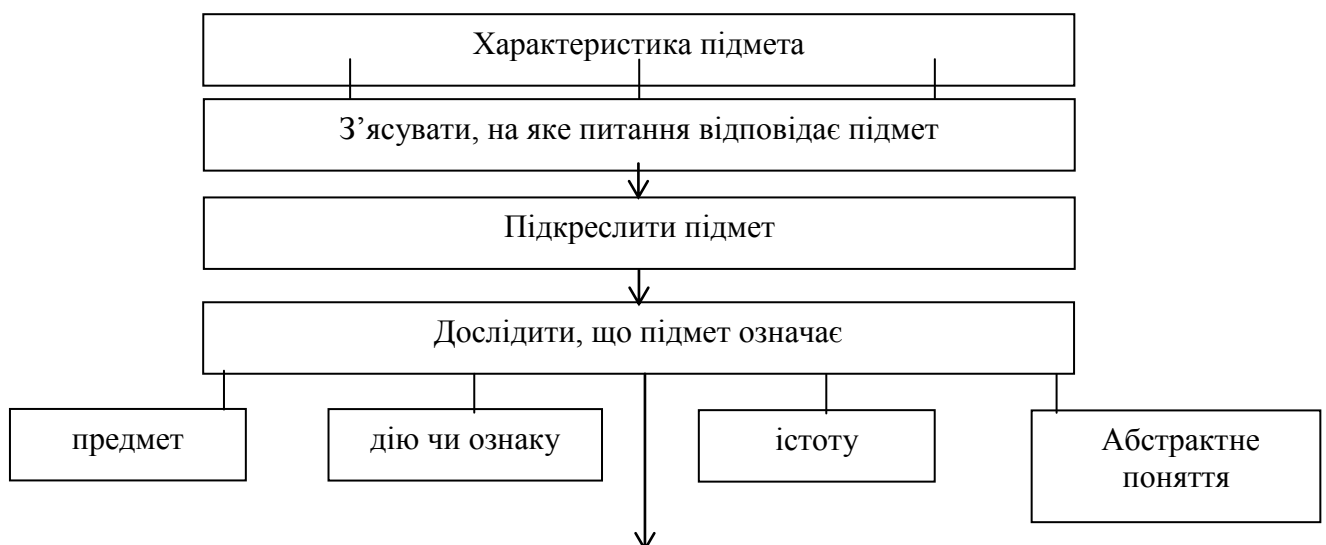 Характеристика підмета
З’ясувати, на яке питання відповідає підмет
Підкреслити підмет
Дослідити, що підмет означає
предмет
дію чи ознаку
істоту
Абстрактне
поняття